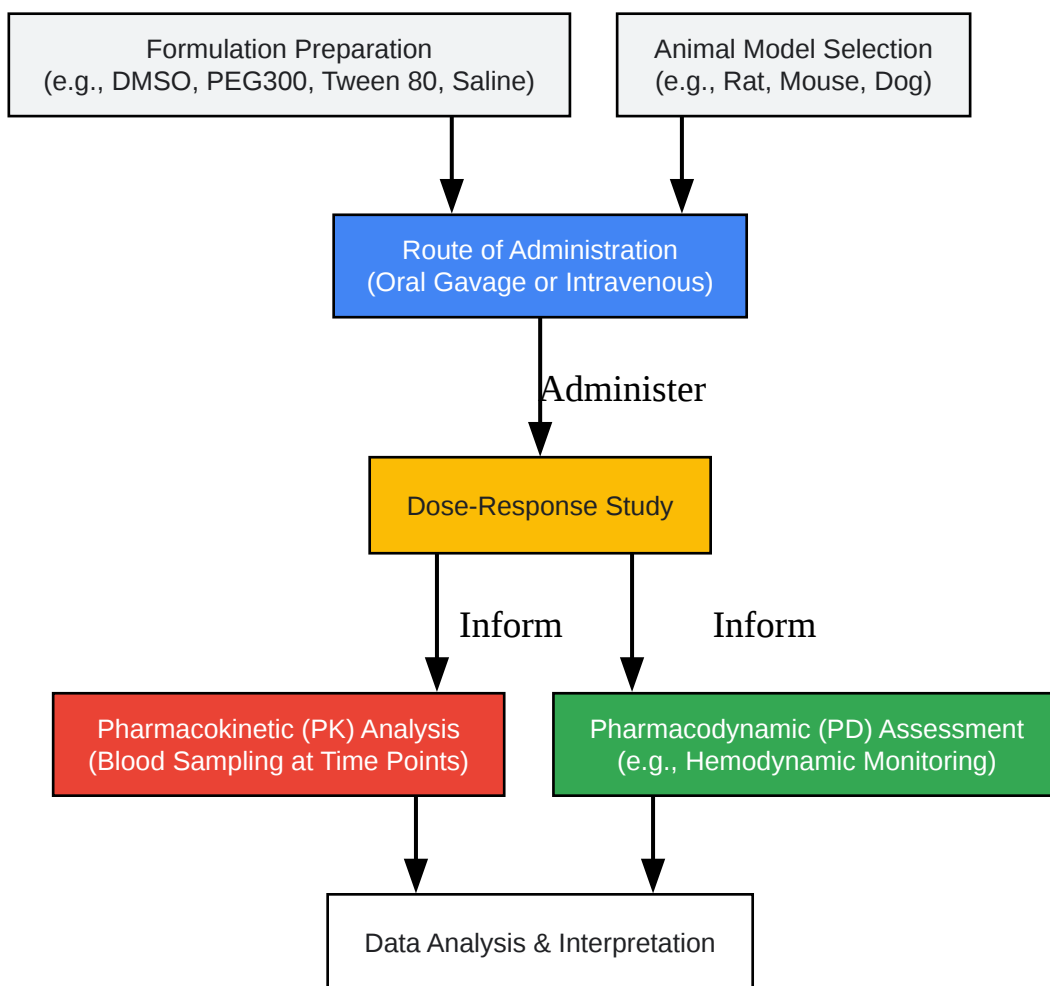 Formulation Preparation
(e.g., DMSO, PEG300, Tween 80, Saline)
Animal Model Selection
(e.g., Rat, Mouse, Dog)
Route of Administration
(Oral Gavage or Intravenous)
Administer
Dose-Response Study
Inform
Inform
Pharmacokinetic (PK) Analysis
(Blood Sampling at Time Points)
Pharmacodynamic (PD) Assessment
(e.g., Hemodynamic Monitoring)
Data Analysis & Interpretation